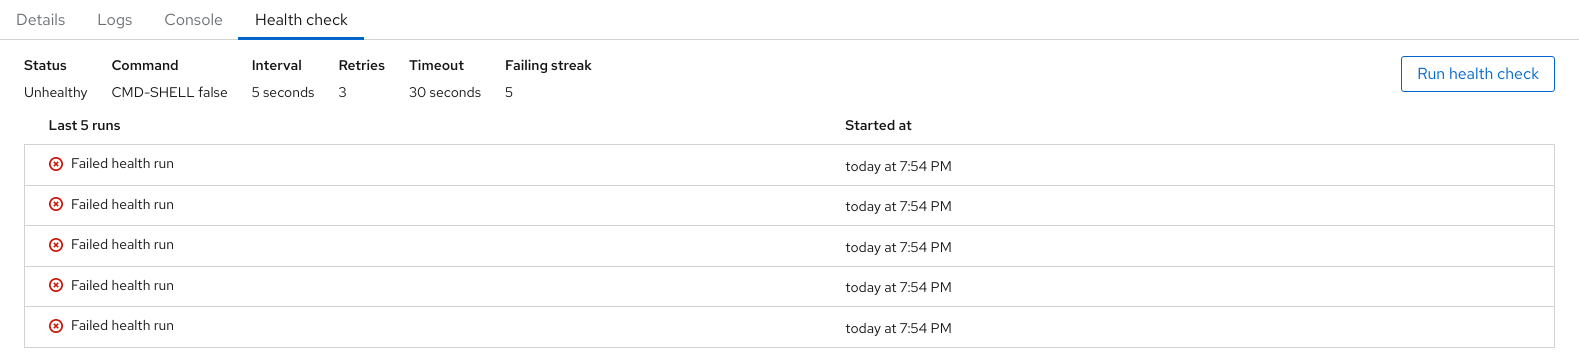 Details Logs Console Health check
Status Command Interval Retries Timeout Failing streak
Run health check
Unhealthy CMD-SHELL false 5 seconds 3 30 seconds 5
Last 5 runs Started at
Failed health run today at 7:54 PM
Failed health run today at 7:54 PM
Failed health run today at 7:54 PM
Failed health run today at 7:54 PM
Failed health run today at 7:54 PM